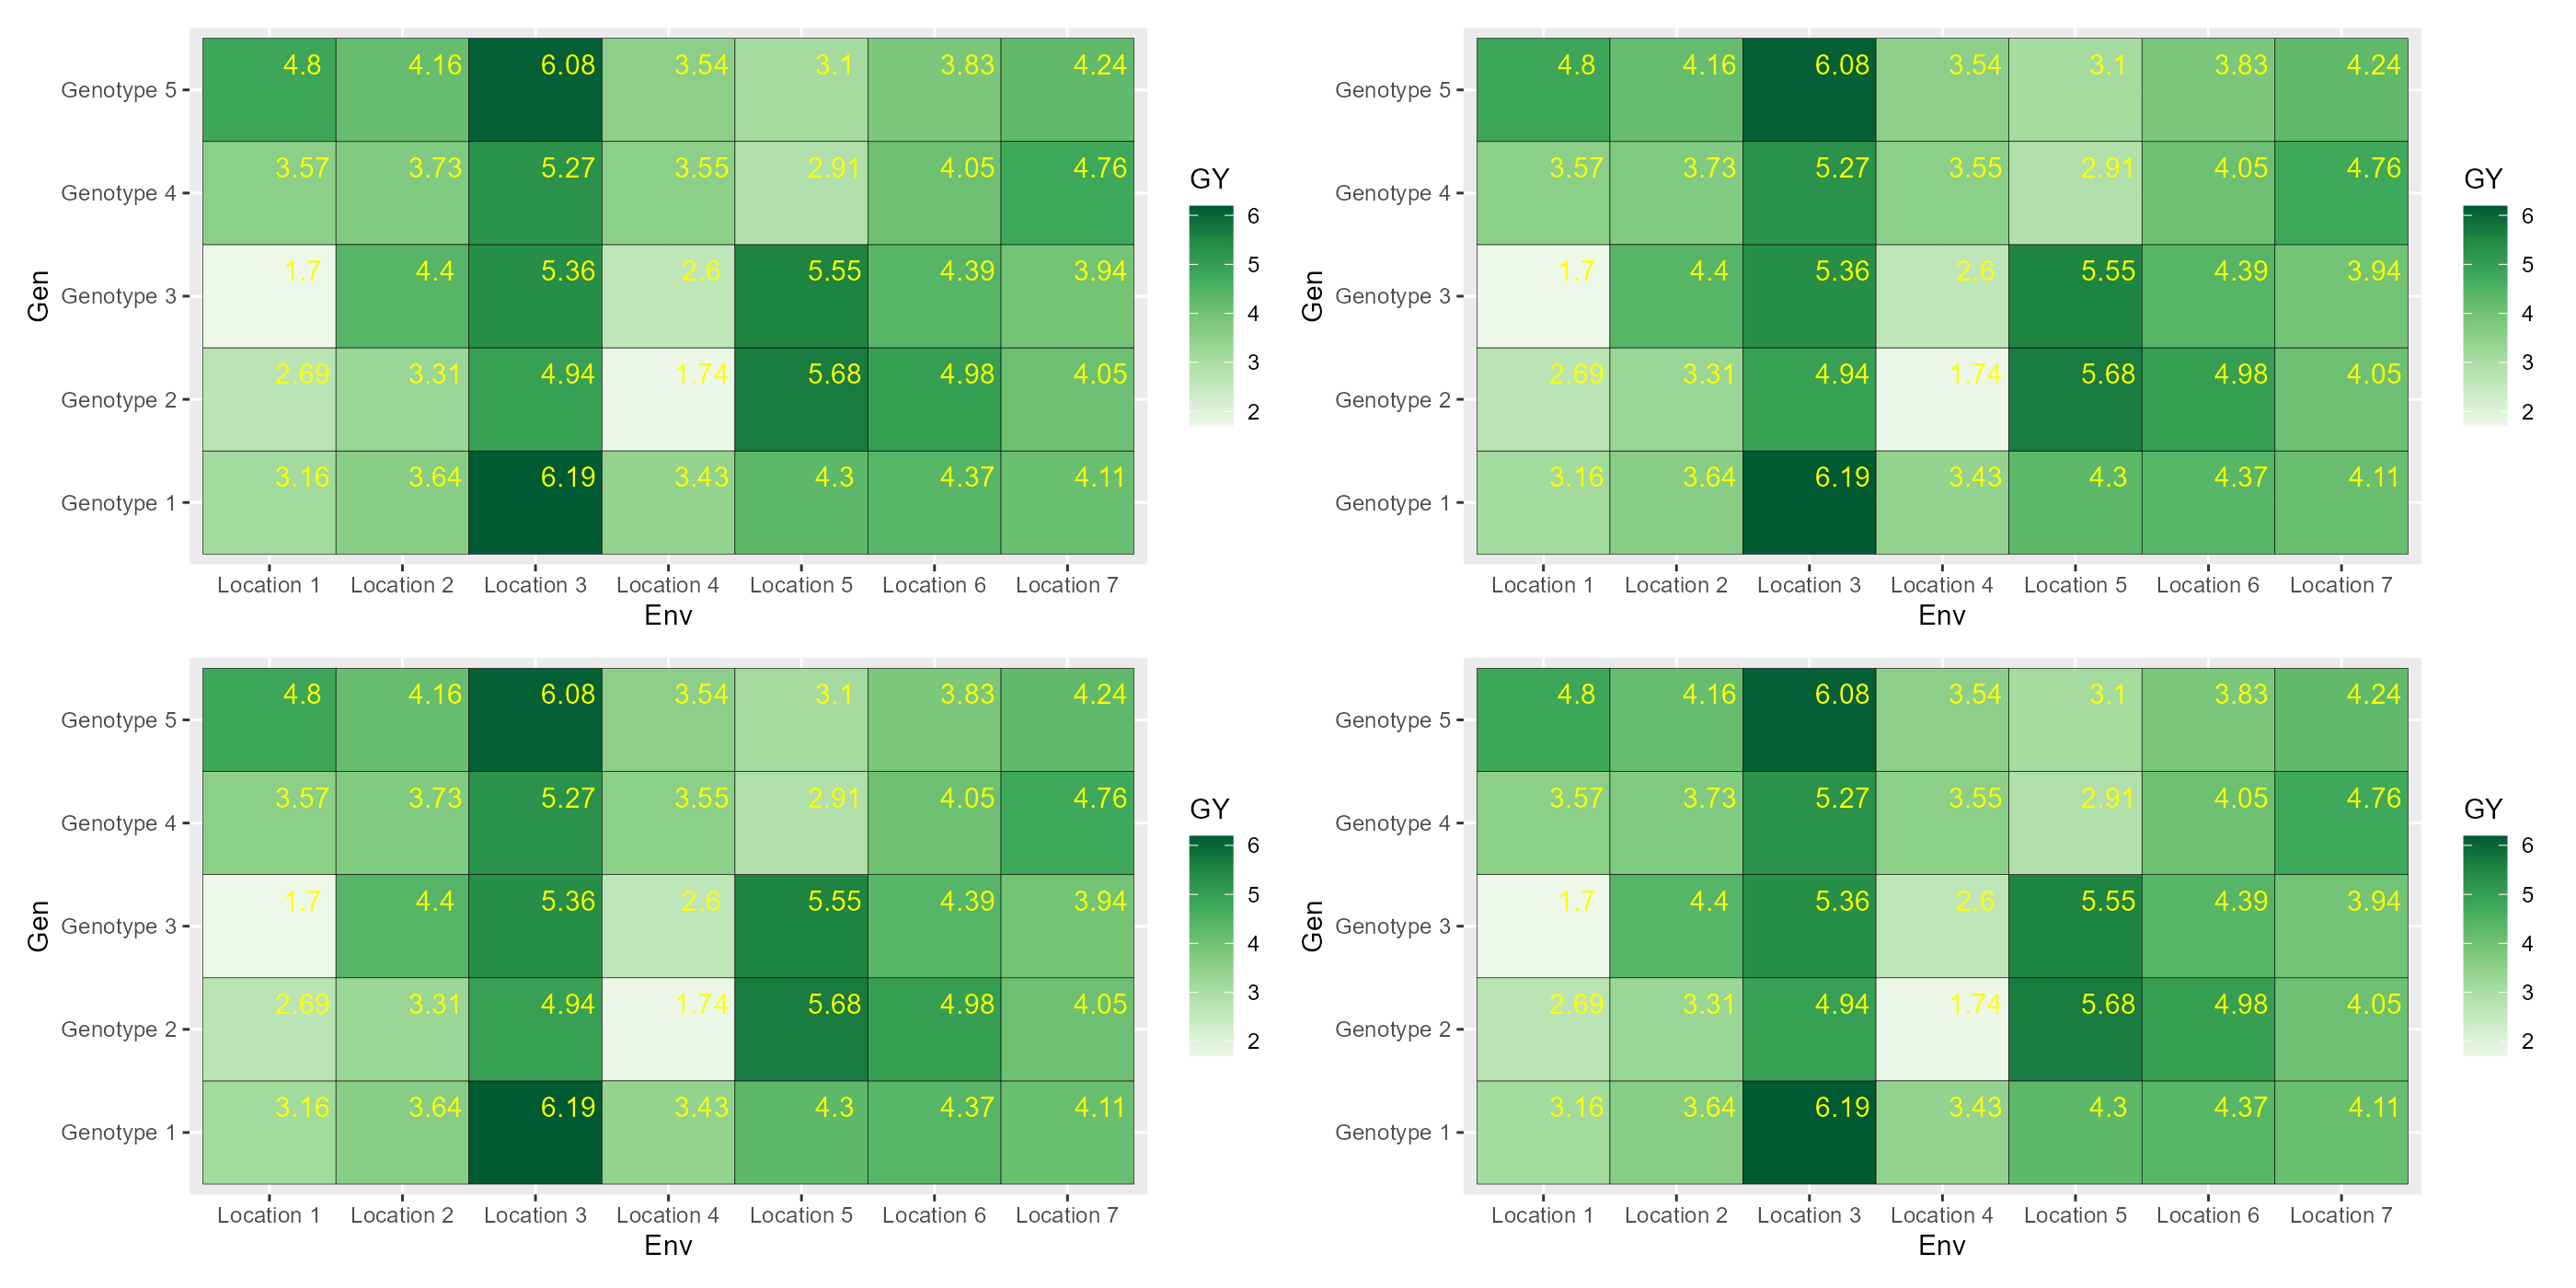 4.8 4.16 6.08 3.54 3.1 3.83 4.24
Genotype 5
3.57 3.73 5.27 3.55 2.91 4.05 4.76
Genotype 4
1.7 4.4 5.36 2.6 5.55 4.39 3.94
Genotype 3
2.69 3.31 4.94 1.74 5.68 4.98 4.05
Genotype 2
3.16 3.64 6.19 3.43 4.3 4.37 4.11
Genotype 1
Gen
Location 1 Location 2 Location 3 Location 4 Location 5 Location 6 Location 7
Env
GY
6
5
4
3
2
4.8 4.16 6.08 3.54 3.1 3.83 4.24
Genotype 5
3.57 3.73 5.27 3.55 2.91 4.05 4.76
Genotype 4
1.7 4.4 5.36 2.6 5.55 4.39 3.94
Genotype 3
2.69 3.31 4.94 1.74 5.68 4.98 4.05
Genotype 2
3.16 3.64 6.19 3.43 4.3 4.37 4.11
Genotype 1
Gen
Location 1 Location 2 Location 3 Location 4 Location 5 Location 6 Location 7
Env
GY
6
5
4
3
2
4.8 4.16 6.08 3.54 3.1 3.83 4.24
Genotype 5
3.57 3.73 5.27 3.55 2.91 4.05 4.76
Genotype 4
1.7 4.4 5.36 2.6 5.55 4.39 3.94
Genotype 3
2.69 3.31 4.94 1.74 5.68 4.98 4.05
Genotype 2
3.16 3.64 6.19 3.43 4.3 4.37 4.11
Genotype 1
Gen
Location 1 Location 2 Location 3 Location 4 Location 5 Location 6 Location 7
Env
GY
6
5
4
3
2
4.8 4.16 6.08 3.54 3.1 3.83 4.24
Genotype 5
3.57 3.73 5.27 3.55 2.91 4.05 4.76
Genotype 4
1.7 4.4 5.36 2.6 5.55 4.39 3.94
Genotype 3
2.69 3.31 4.94 1.74 5.68 4.98 4.05
Genotype 2
3.16 3.64 6.19 3.43 4.3 4.37 4.11
Genotype 1
Gen
Location 1 Location 2 Location 3 Location 4 Location 5 Location 6 Location 7
Env
GY
6
5
4
3
2